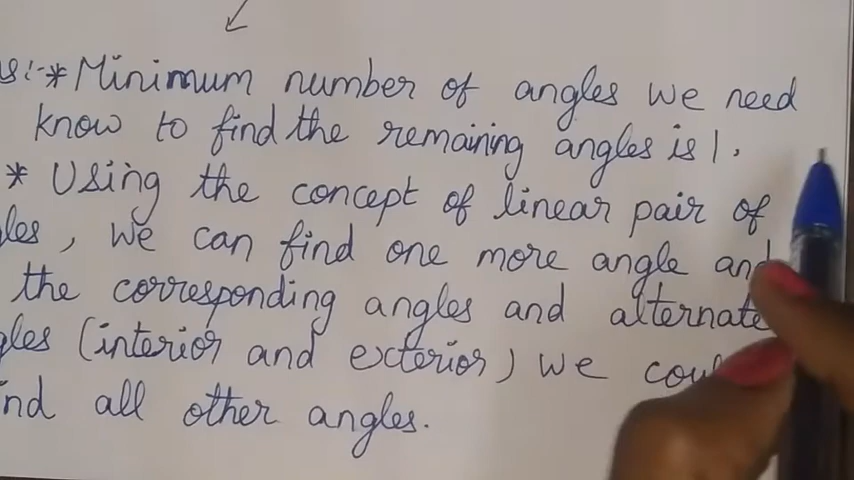 s:-* Minimum number of angles we need
know to find the remaining angles is 1.
* Using the concept of linear pair of
les, we can find one more angle and
the corresponding angles and alternate
gles (interior and exterior) we cou
ind all other angles.